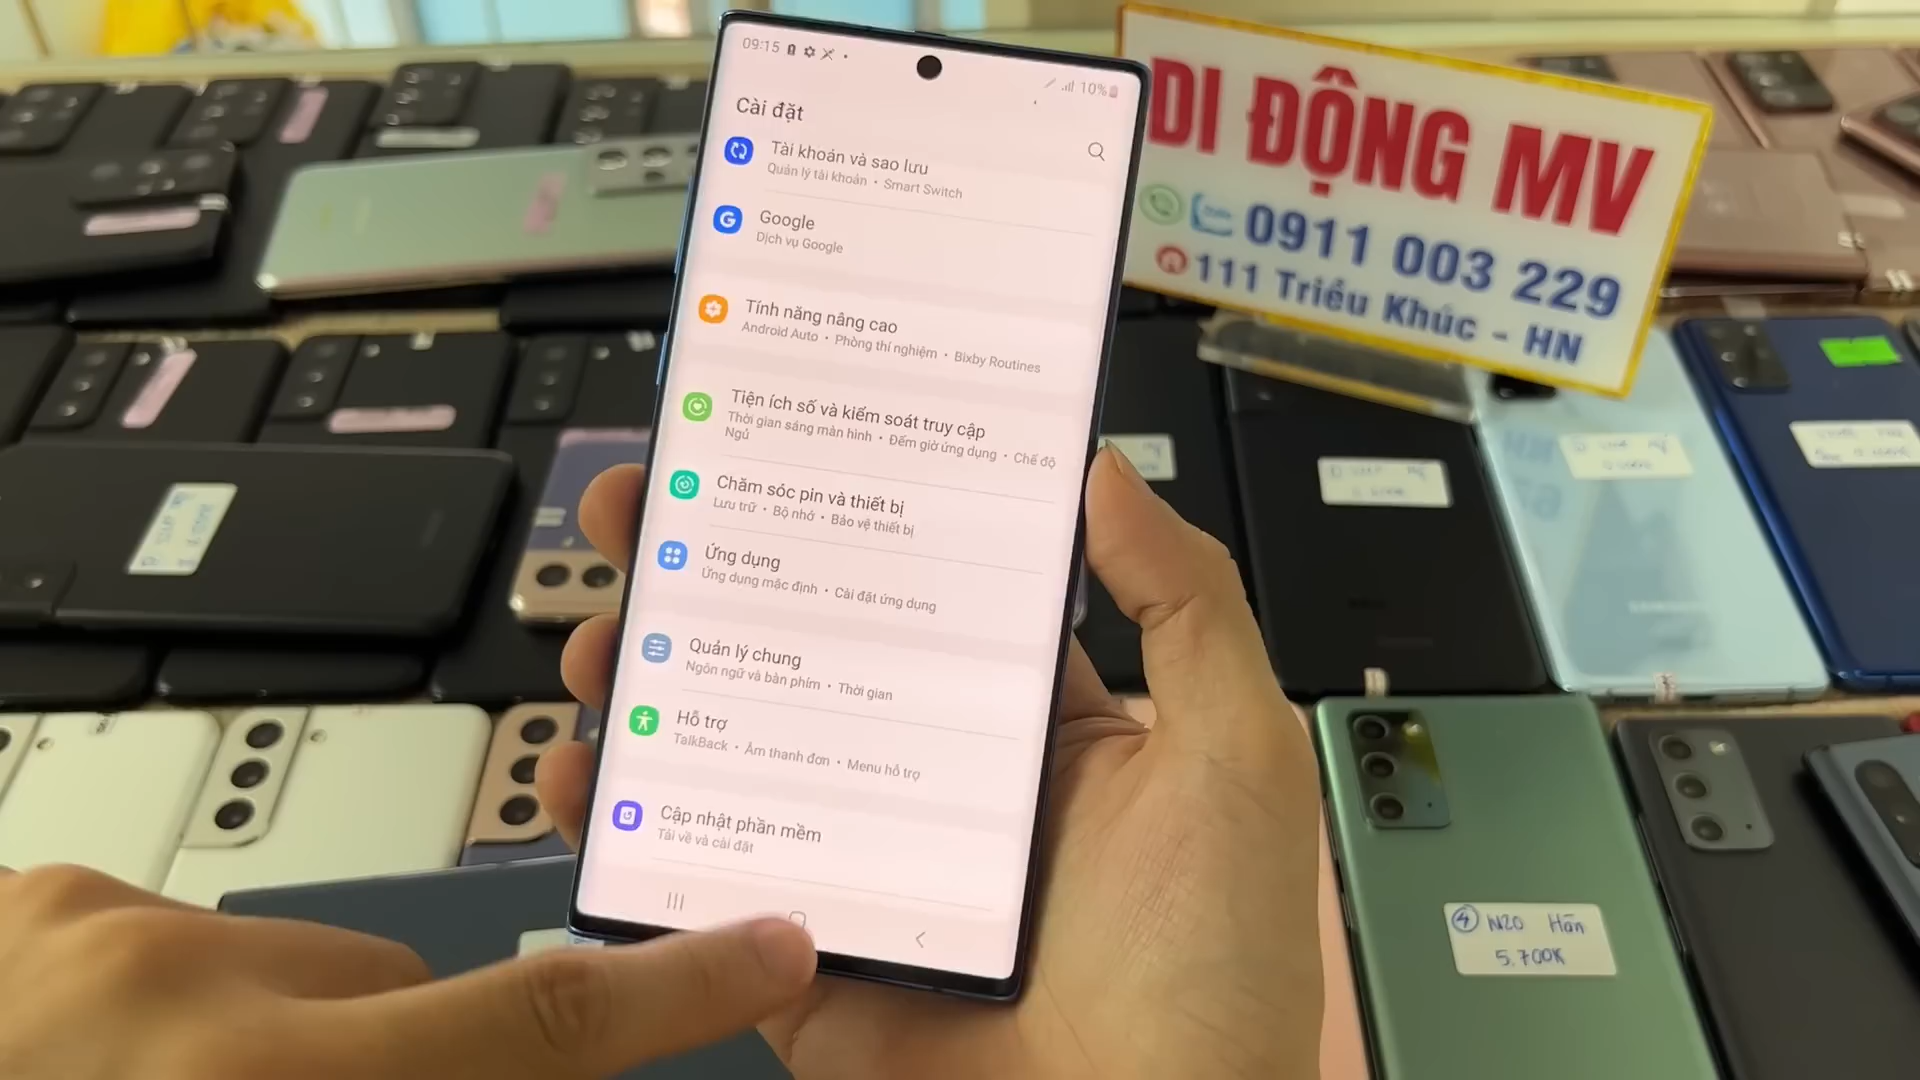 09:15
10%
Cài đặt
Tài khoản và sao lưu
Quản lý tài khoản • Smart Switch
Google
Dịch vụ Google
Tính năng nâng cao
Android Auto • Phòng thí nghiệm • Bixby Routines
Tiện ích số và kiểm soát truy cập
Thời gian sáng màn hình • Đếm giờ ứng dụng • Chế độ
Ngủ
Chăm sóc pin và thiết bị
Lưu trữ • Bộ nhớ • Bảo vệ thiết bị
Ứng dụng
Ứng dụng mặc định • Cài đặt ứng dụng
Quản lý chung
Ngôn ngữ và bàn phím • Thời gian
Hỗ trợ
TalkBack • Âm thanh đơn • Menu hỗ trợ
Cập nhật phần mềm
Tải về và cài đặt
DI ĐỘNG MV
0911 003 229
111 Triều Khúc - HN
4 N20 Hàn
5.700K